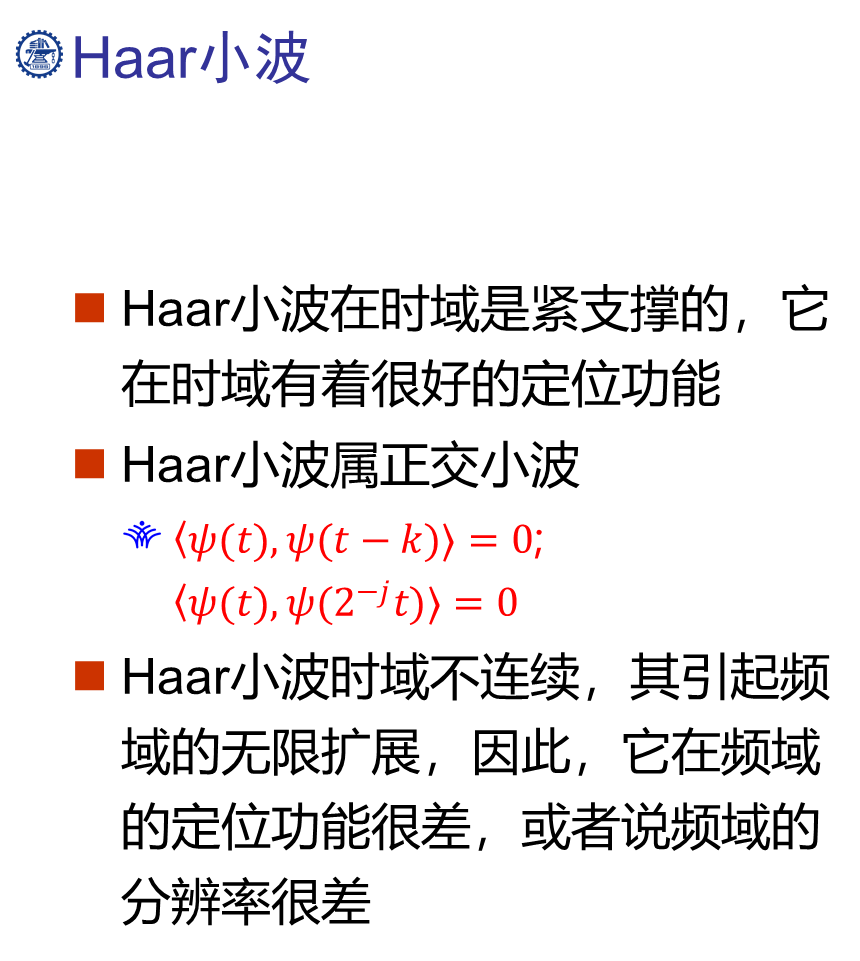 Haar小波
Haar小波在时域是紧支撑的，它
在时域有着很好的定位功能
Haar小波属正交小波
⟨𝜓(𝑡), 𝜓(𝑡 − 𝑘)⟩ = 0;
⟨𝜓(𝑡), 𝜓(2⁻ʲ𝑡)⟩ = 0
Haar小波时域不连续，其引起频
域的无限扩展，因此，它在频域
的定位功能很差，或者说频域的
分辨率很差